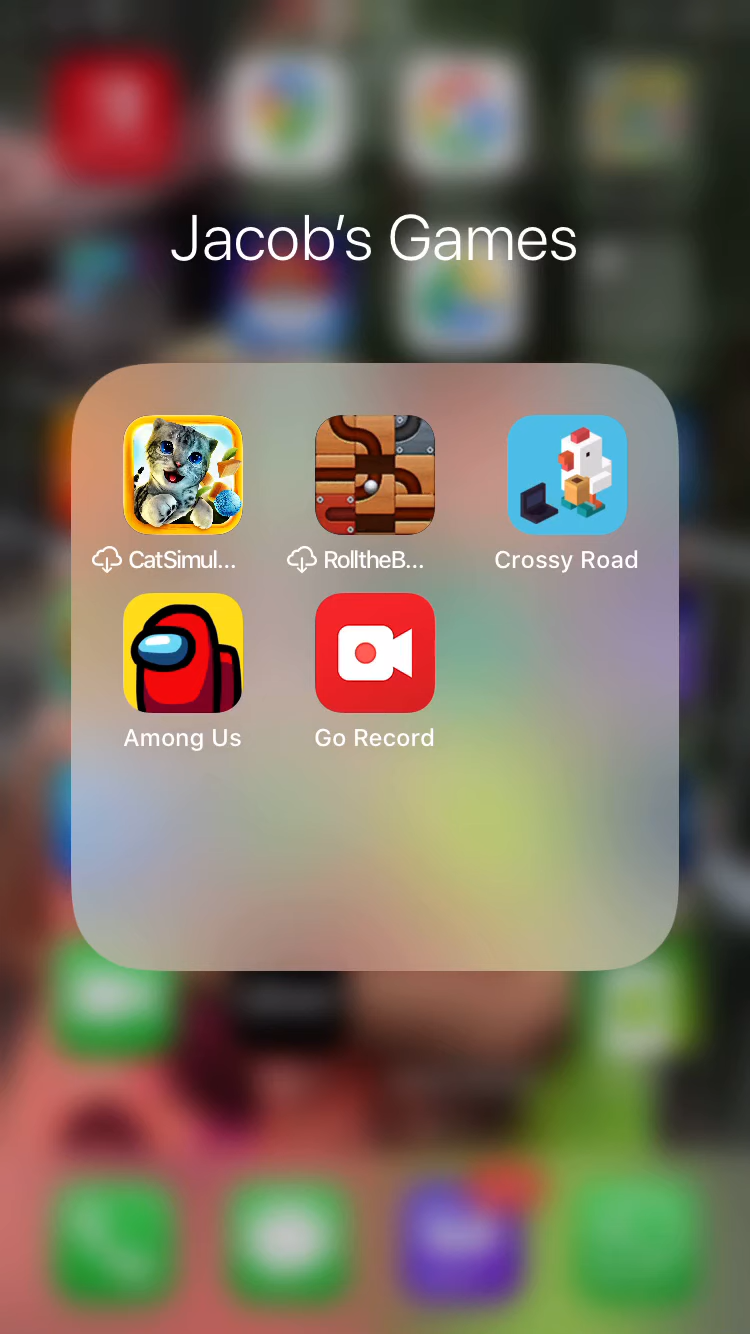 Jacob's Games
CatSimul...
RolltheB...
Crossy Road
Among Us
Go Record